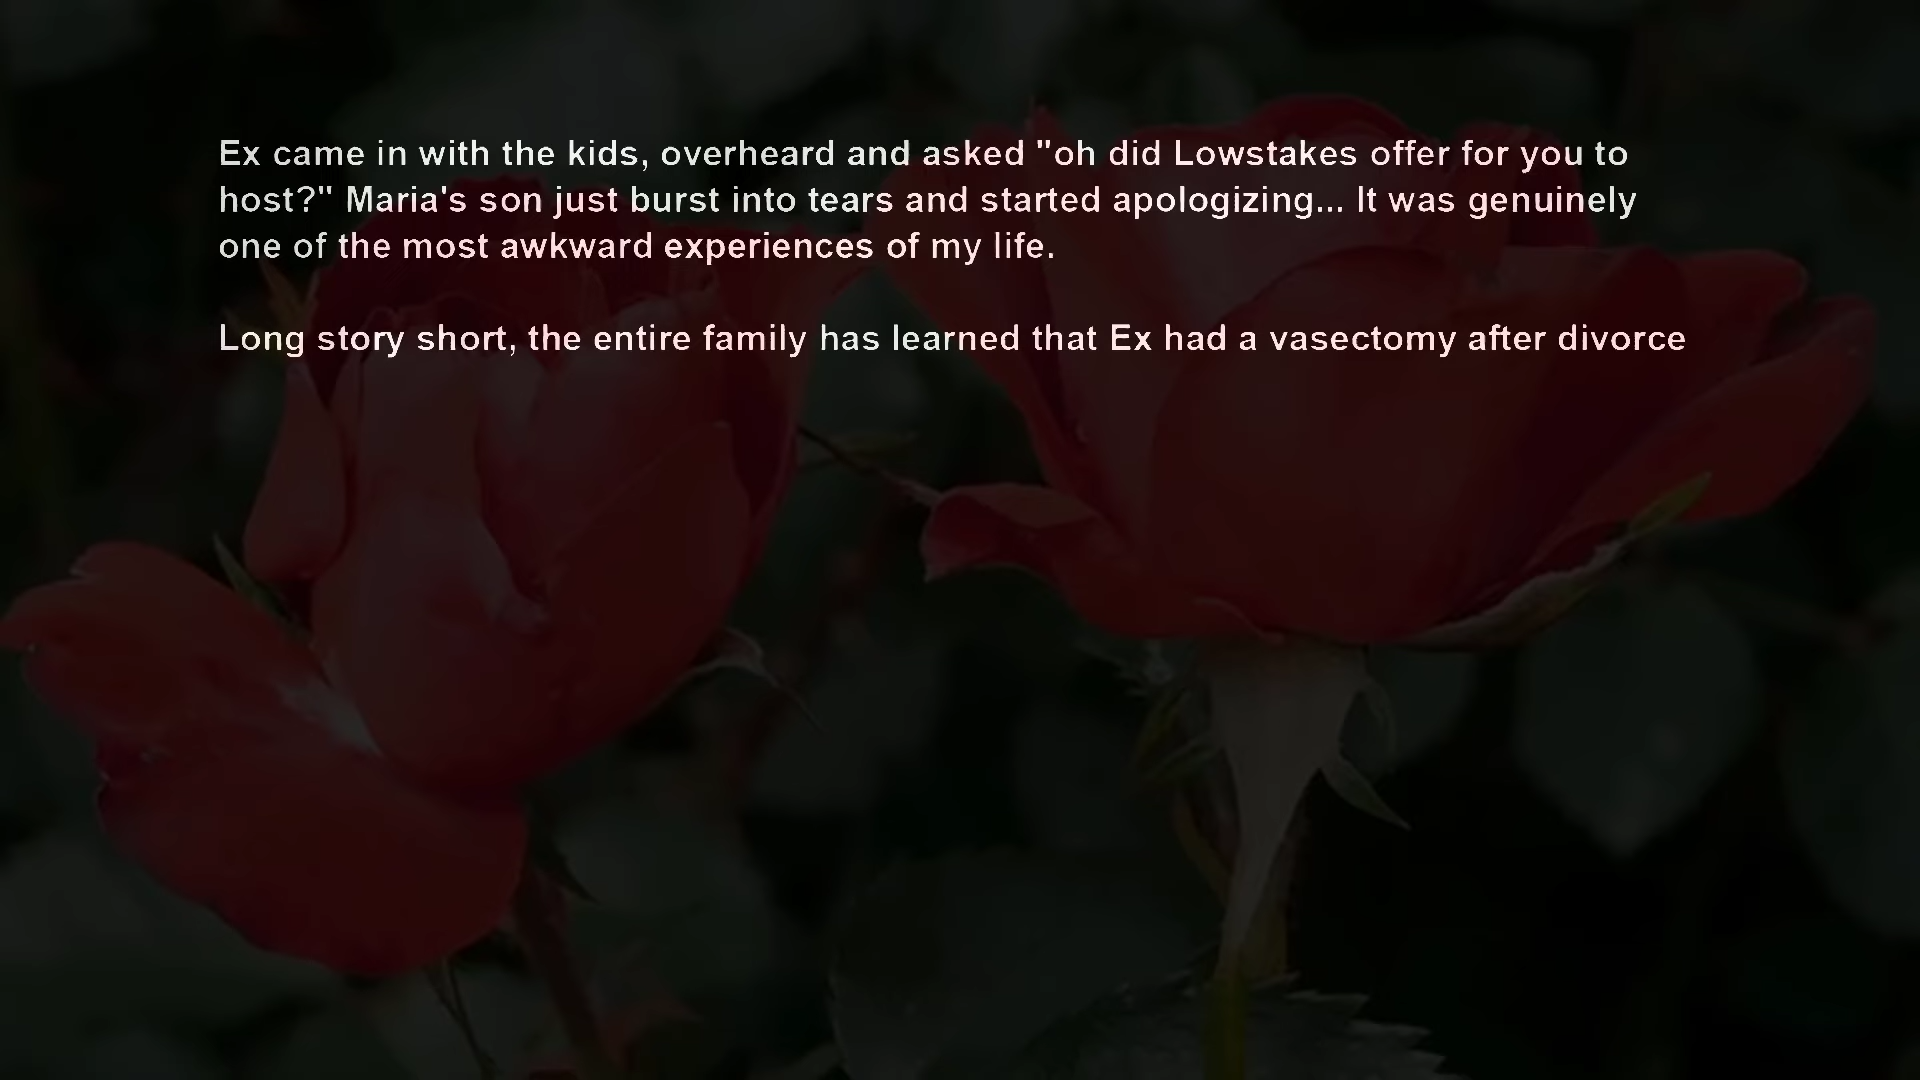 Ex came in with the kids, overheard and asked "oh did Lowstakes offer for you to
host?" Maria's son just burst into tears and started apologizing... It was genuinely
one of the most awkward experiences of my life.
Long story short, the entire family has learned that Ex had a vasectomy after divorce